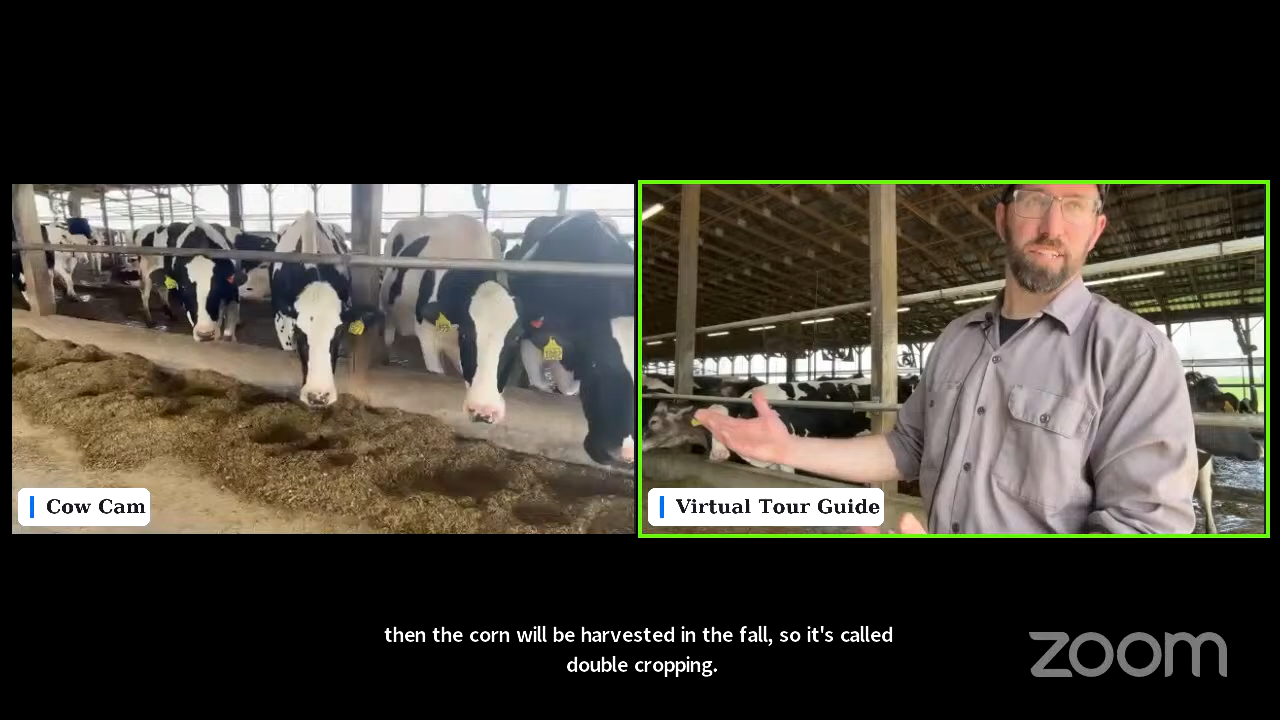 Cow Cam
Virtual Tour Guide
then the corn will be harvested in the fall, so it's called
double cropping.
zoom